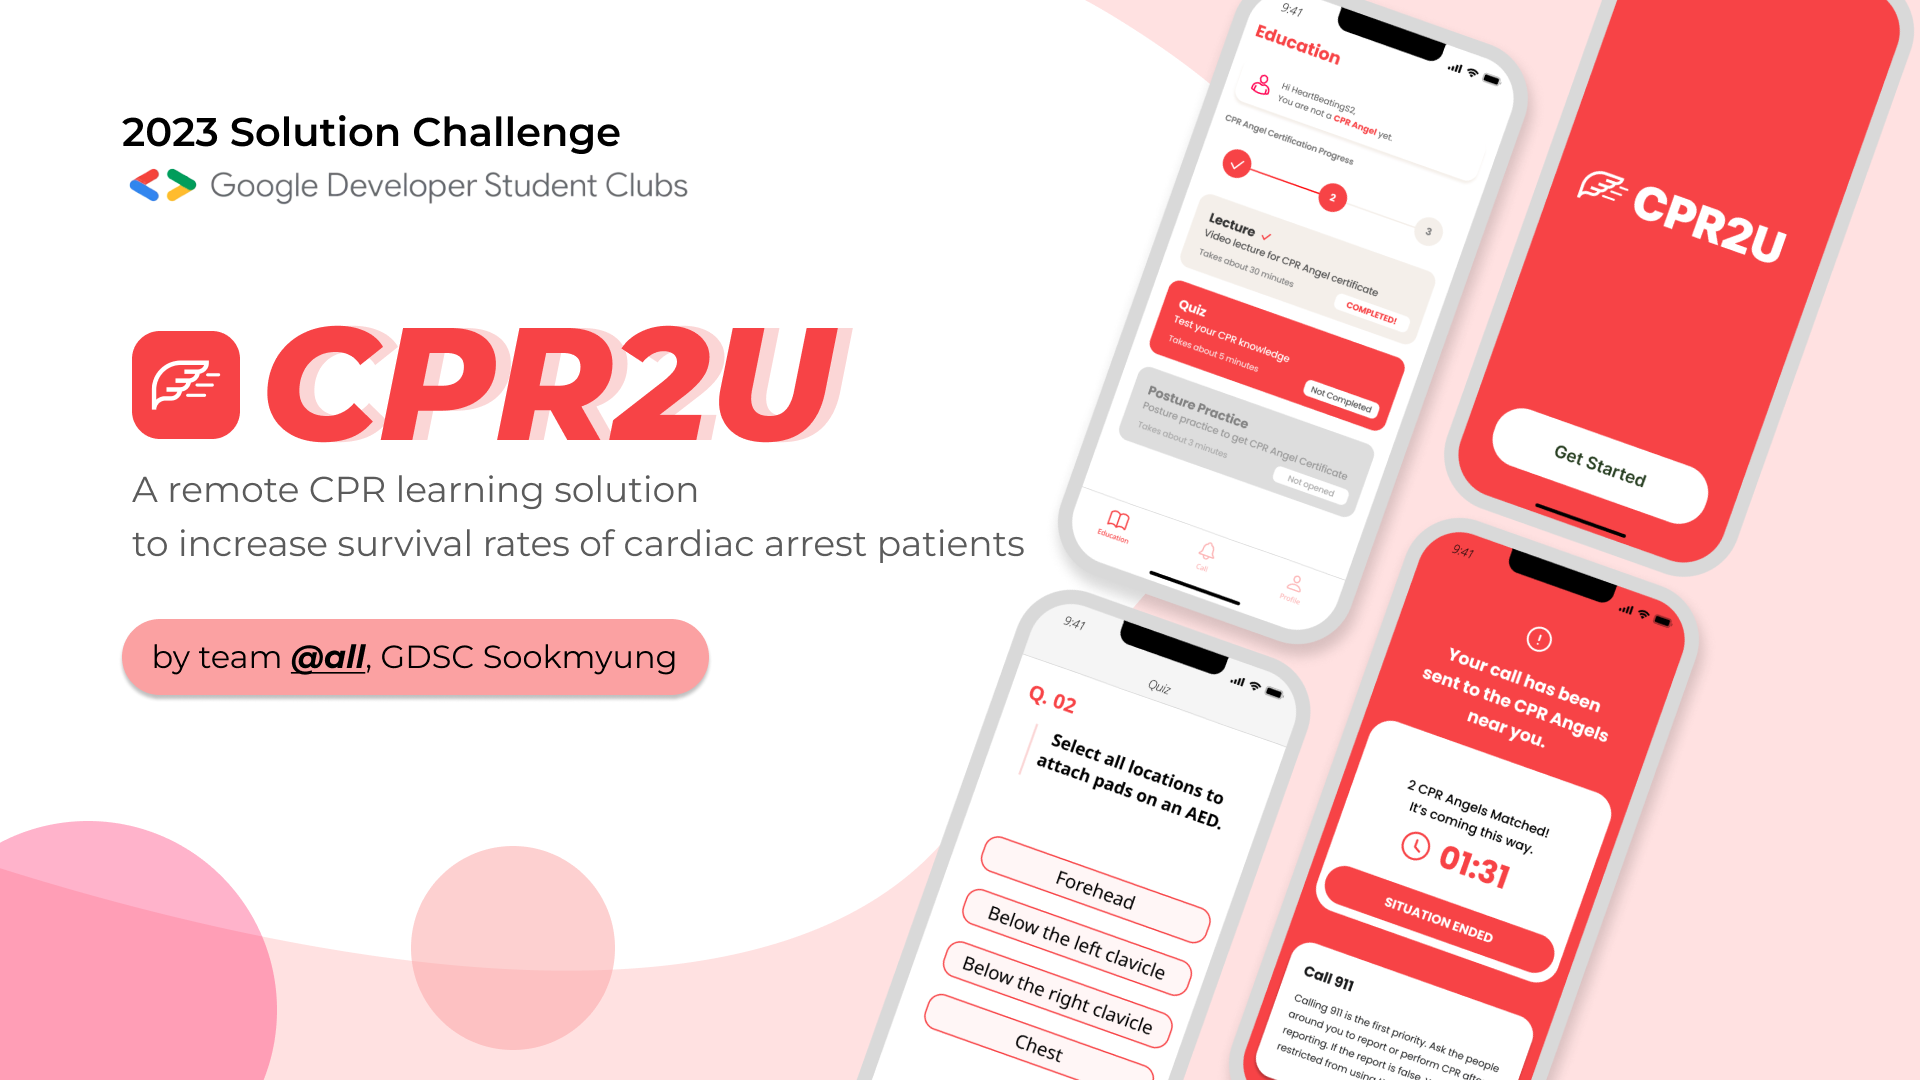 2023 Solution Challenge
Google Developer Student Clubs
CPR2U
A remote CPR learning solution
to increase survival rates of cardiac arrest patients
by team @all, GDSC Sookmyung
9:41
Education
Hi HeartBeatingS2,
You are not a CPR Angel yet.
CPR Angel Certification Progress
2
3
Lecture
Video lecture for CPR Angel certificate
Takes about 30 minutes
COMPLETED!
Quiz
Test your CPR knowledge
Takes about 5 minutes
Not Completed
Posture Practice
Posture practice to get CPR Angel Certificate
Takes about 3 minutes
Not opened
Education
Call
Profile
CPR2U
Get Started
9:41
Quiz
Q. 02
Select all locations to
attach pads on an AED.
Forehead
Below the left clavicle
Below the right clavicle
Chest
9:41
Your call has been
sent to the CPR Angels
near you.
2 CPR Angels Matched!
It's coming this way.
01:31
SITUATION ENDED
Call 911
Calling 911 is the first priority. Ask the people
around you to report or perform CPR after
reporting. If the report is false,
restricted from using